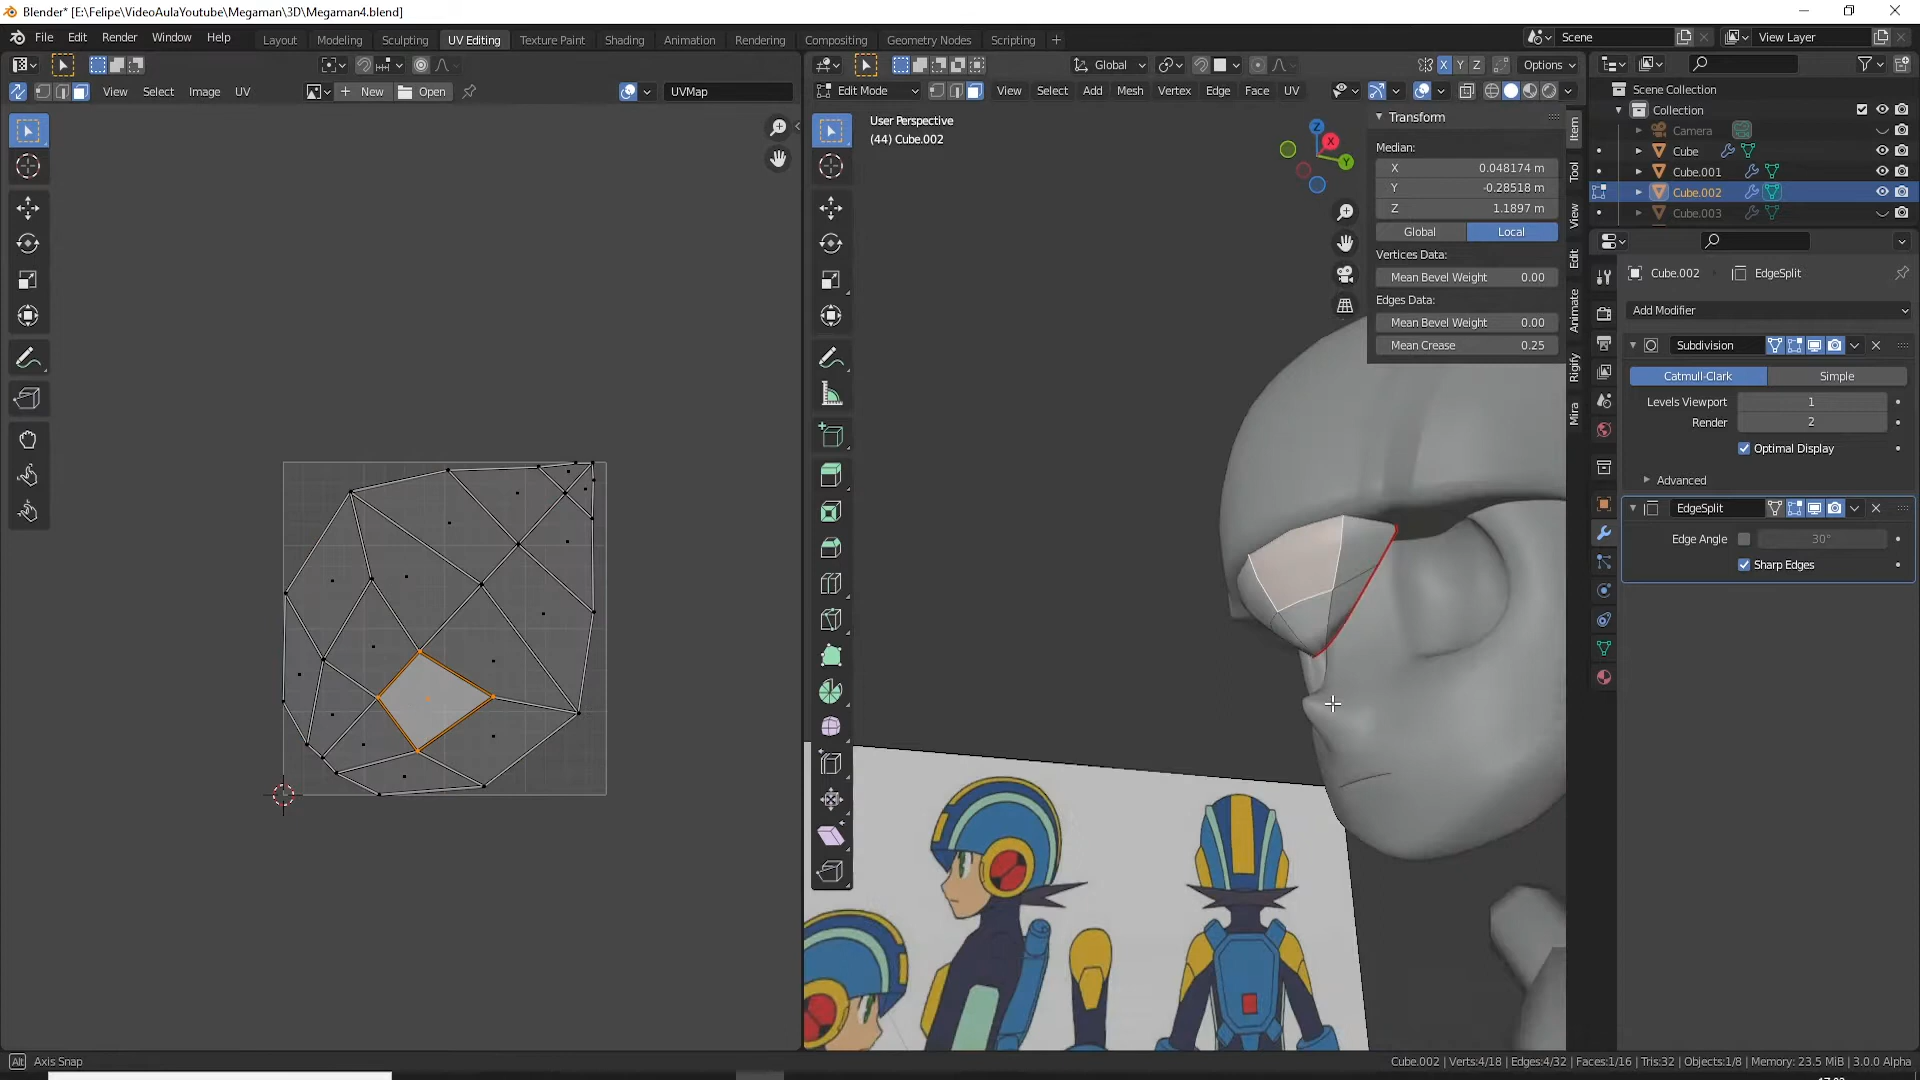 Blender* [E:\Felipe\VideoAulaYoutube\Megaman\3D\Megaman4.blend]
File Edit Render Window Help
Layout Modeling Sculpting UV Editing Texture Paint Shading Animation Rendering Compositing Geometry Nodes Scripting +
Scene View Layer
Global X Y Z Options
View Select Image UV New Open UVMap
Edit Mode View Select Add Mesh Vertex Edge Face UV
User Perspective
(44) Cube.002
Z X Y
Transform
Median:
X 0.048174 m
Y -0.28518 m
Z 1.1897 m
Global Local
Vertices Data:
Mean Bevel Weight 0.00
Edges Data:
Mean Bevel Weight 0.00
Mean Crease 0.25
Item
Tool
View
Edit
Animate
Rigify
Mira
Scene Collection
Collection
Camera
Cube
Cube.001
Cube.002
Cube.003
Cube.002 EdgeSplit
Add Modifier
Subdivision
Catmull-Clark Simple
Levels Viewport 1
Render 2
Optimal Display
Advanced
EdgeSplit
Edge Angle 30°
Sharp Edges
Alt Axis Snap
Cube.002 | Verts:4/18 | Edges:4/32 | Faces:1/16 | Tris:32 | Objects:1/8 | Memory: 23.5 MiB | 3.0.0 Alpha